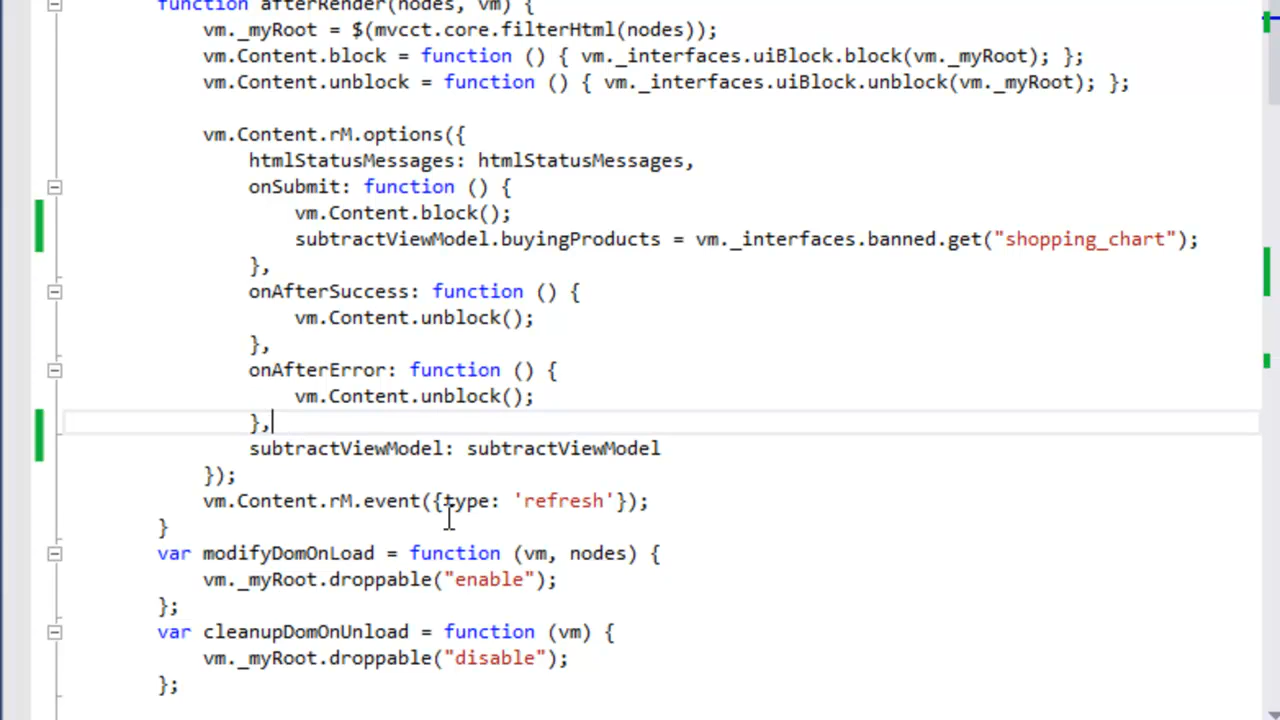 function afterRender(nodes, vm) {
vm._myRoot = $(mvcct.core.filterHtml(nodes));
vm.Content.block = function () { vm._interfaces.uiBlock.block(vm._myRoot); };
vm.Content.unblock = function () { vm._interfaces.uiBlock.unblock(vm._myRoot); };
vm.Content.rM.options({
htmlStatusMessages: htmlStatusMessages,
onSubmit: function () {
vm.Content.block();
subtractViewModel.buyingProducts = vm._interfaces.banned.get("shopping_chart");
},
onAfterSuccess: function () {
vm.Content.unblock();
},
onAfterError: function () {
vm.Content.unblock();
},
subtractViewModel: subtractViewModel
});
vm.Content.rM.event({type: 'refresh'});
}
var modifyDomOnLoad = function (vm, nodes) {
vm._myRoot.droppable("enable");
};
var cleanupDomOnUnload = function (vm) {
vm._myRoot.droppable("disable");
};